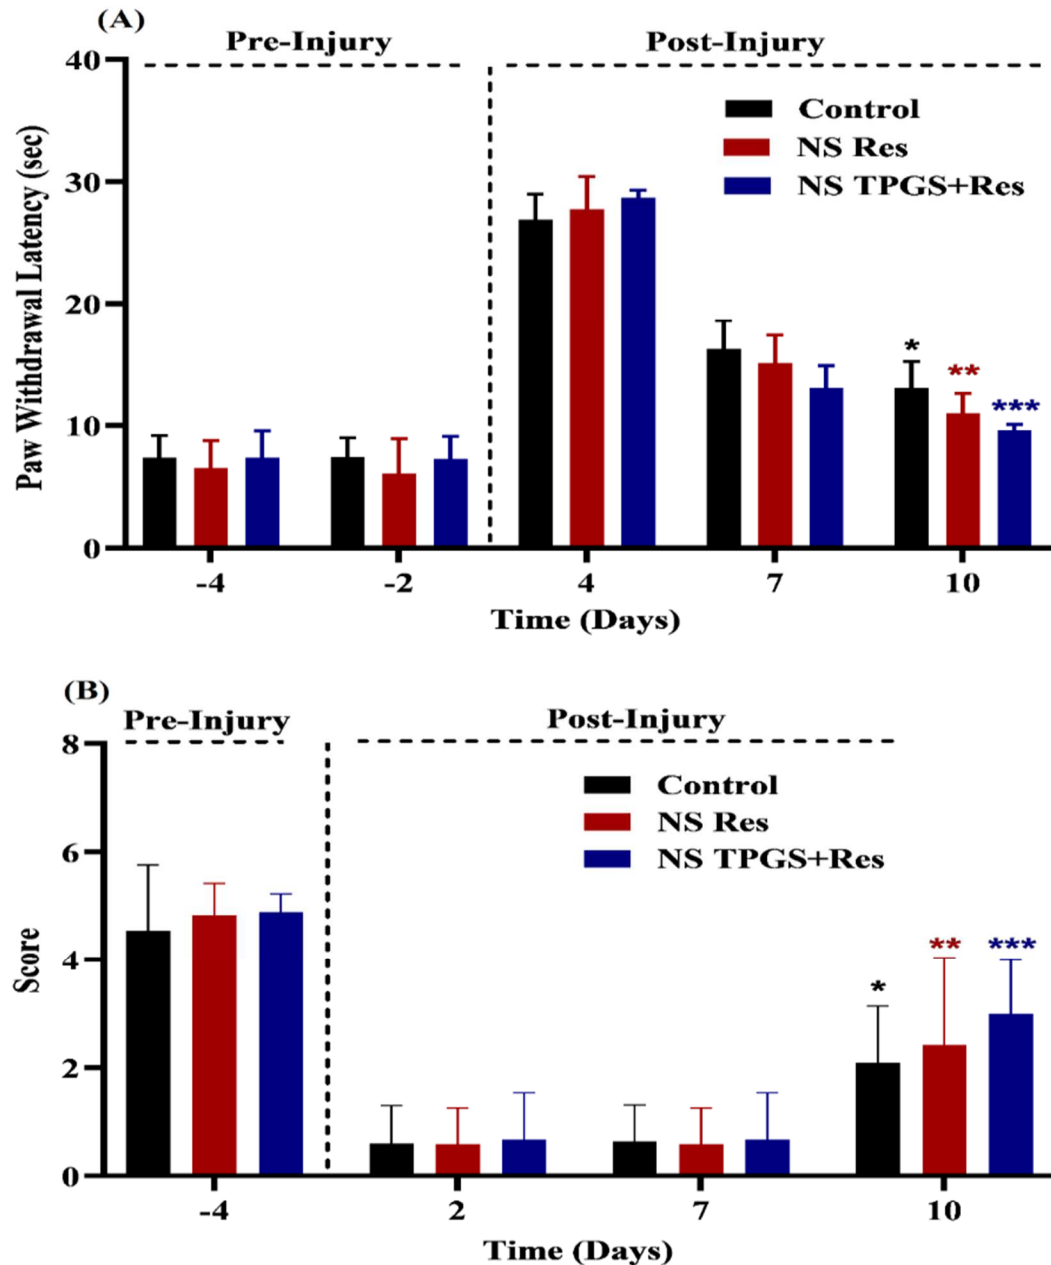 (A)
Pre-Injury Post-Injury
40
Control
NS Res
NS TPGS+Res
30
20
10
0
Paw Withdrawal Latency (sec)
* ** ***
-4 -2 4 7 10
Time (Days)
(B)
Pre-Injury Post-Injury
8
Control
NS Res
NS TPGS+Res
6
4
2
0
Score
* ** ***
-4 2 7 10
Time (Days)